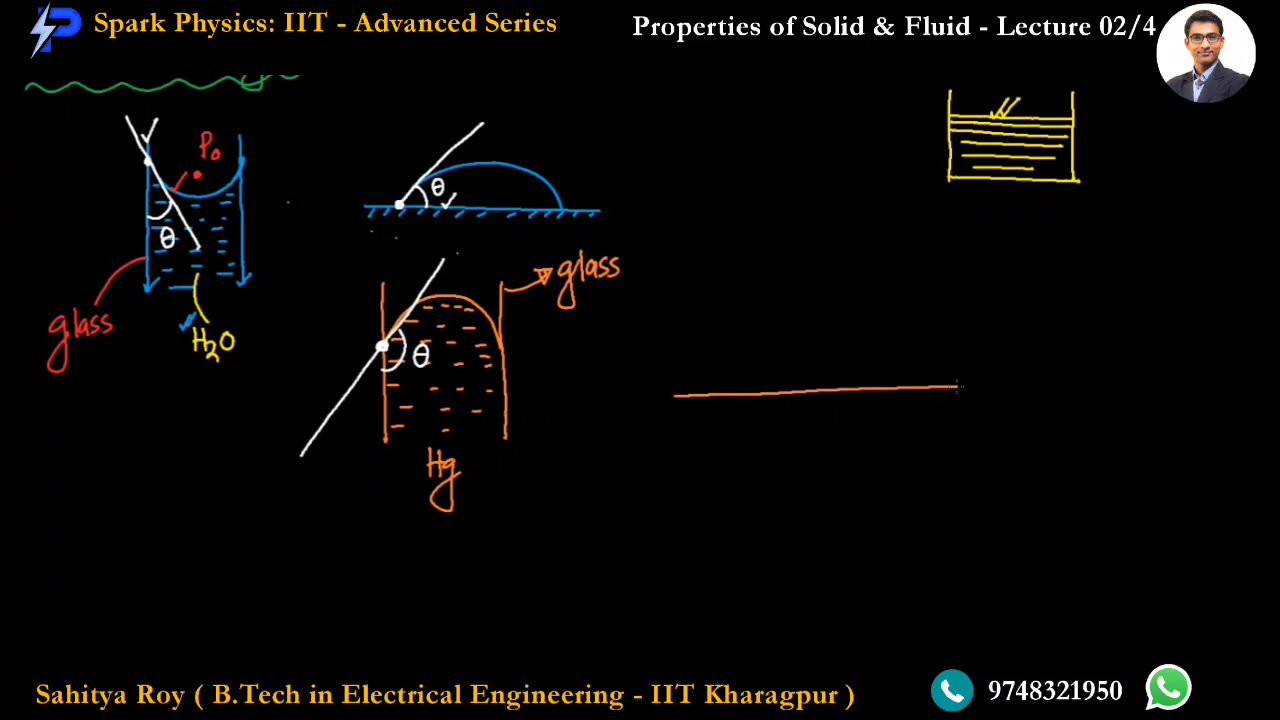 Spark Physics: IIT - Advanced Series
Properties of Solid & Fluid - Lecture 02/4
P₀
θ
glass
H₂O
θ
glass
θ
Hg
Sahitya Roy ( B.Tech in Electrical Engineering - IIT Kharagpur )
9748321950